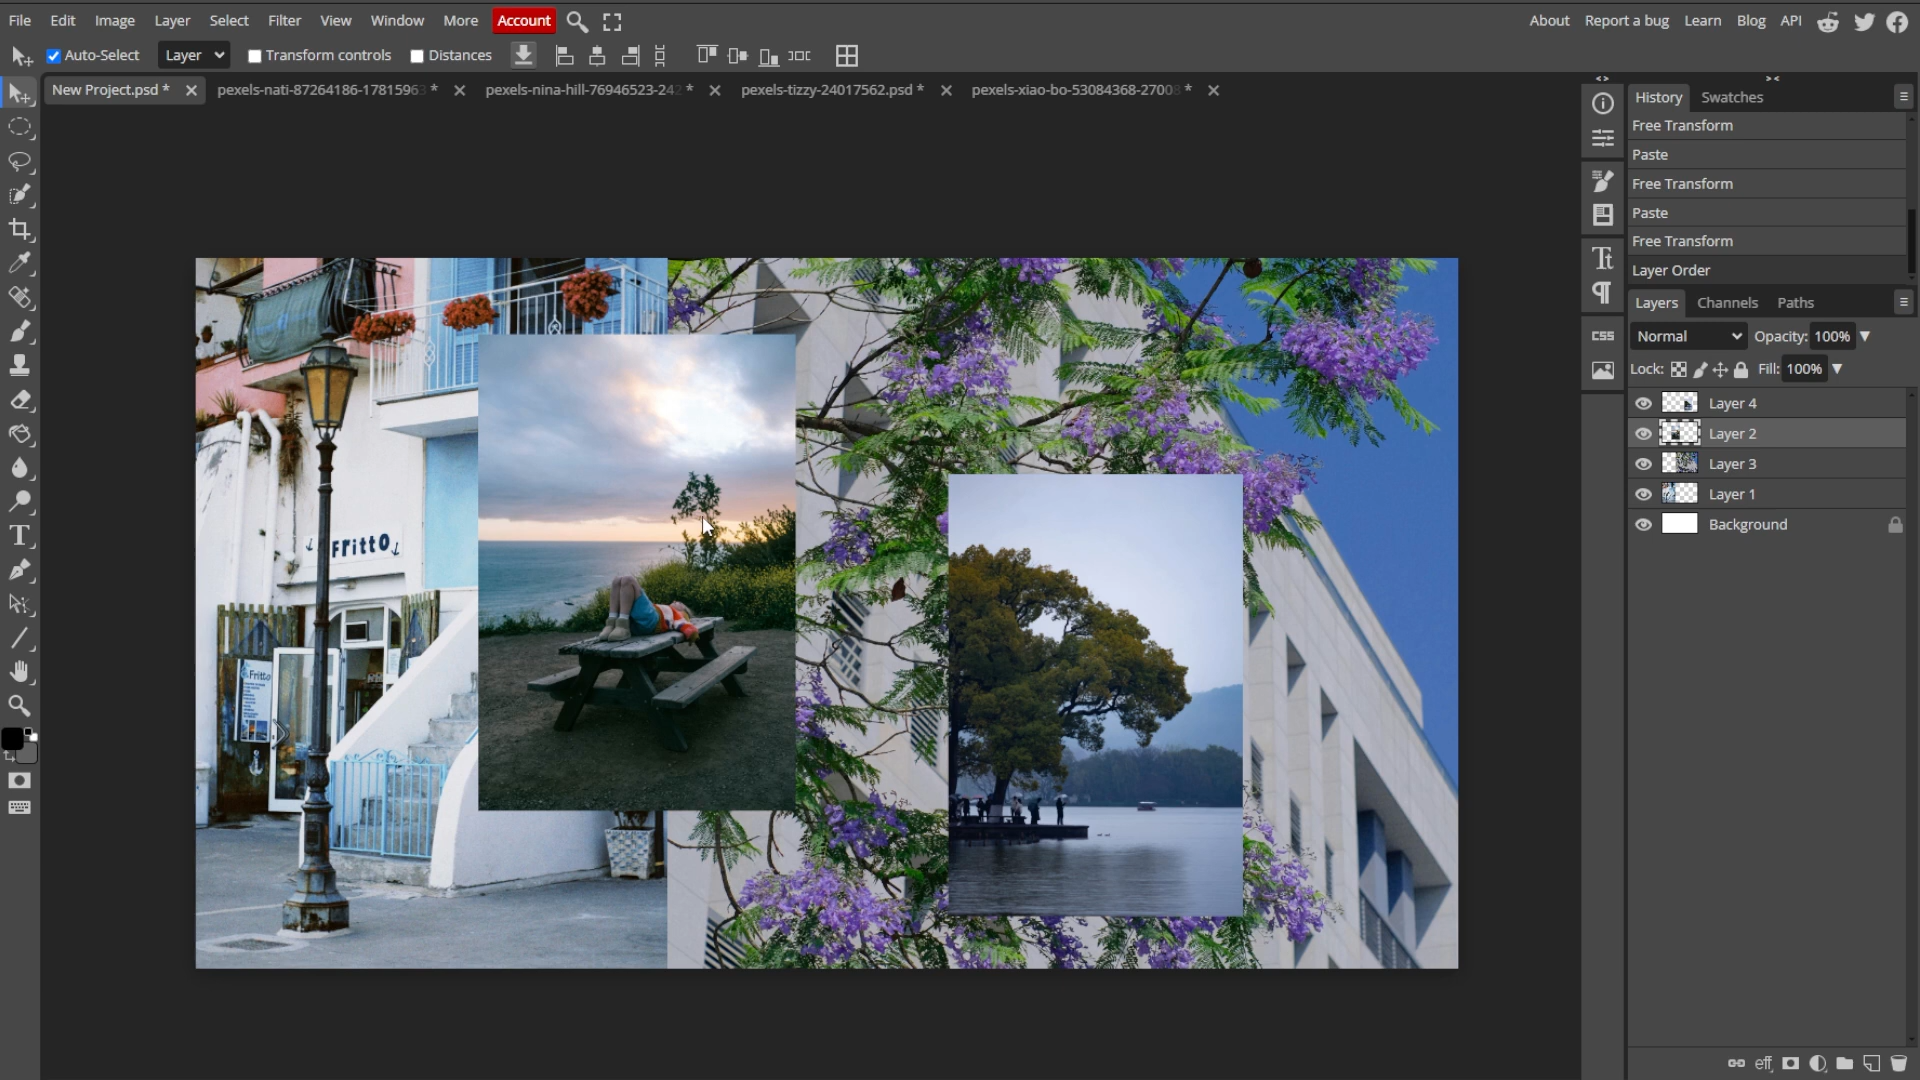 File Edit Image Layer Select Filter View Window More Account About Report a bug Learn Blog API
Auto-Select Layer Transform controls Distances
New Project.psd * pexels-nati-87264186-1781596 * pexels-nina-hill-76946523-24 * pexels-tizzy-24017562.psd * pexels-xiao-bo-53084368-2700 *
History Swatches
Free Transform
Paste
Free Transform
Paste
Free Transform
Layer Order
Layers Channels Paths
CSS
Normal Opacity: 100%
Lock: Fill: 100%
Layer 4
Layer 2
Layer 3
Layer 1
Background
Fritto
Fritto
eff